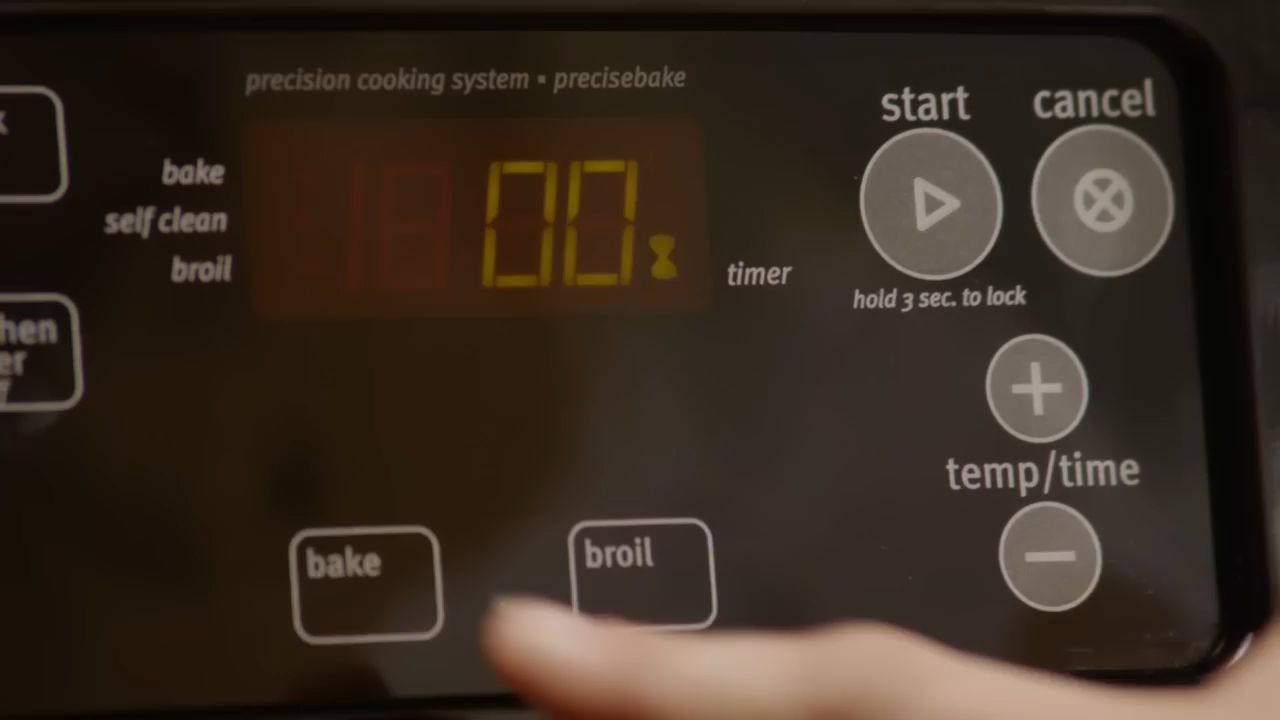 precision cooking system ▪ precisebake
start
cancel
bake
self clean
broil
00
timer
hold 3 sec. to lock
temp/time
bake
broil